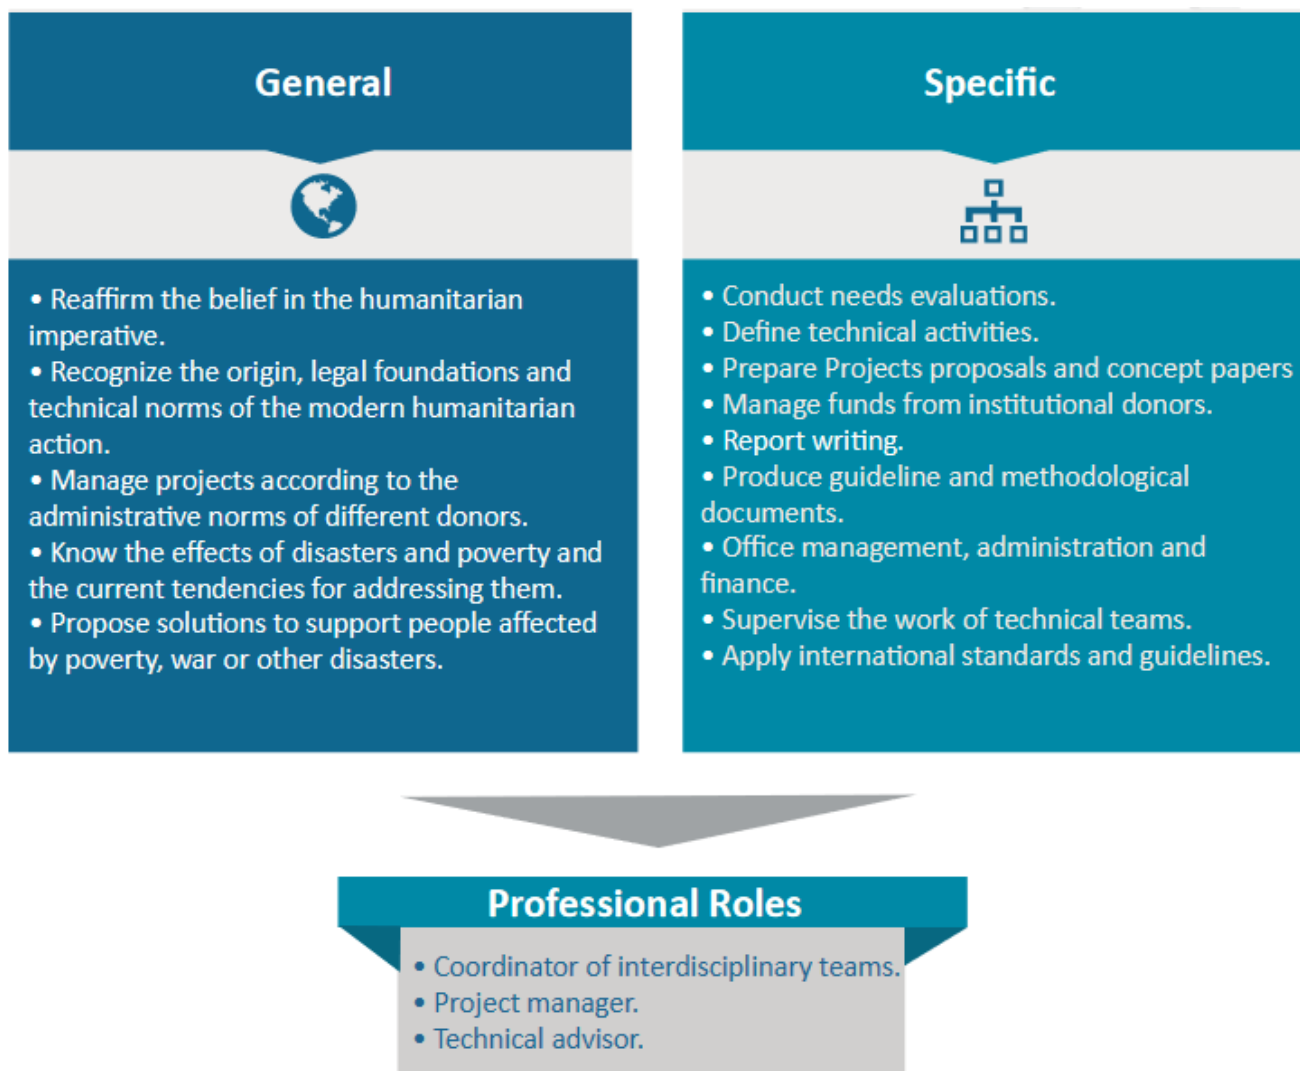 General
• Reaffirm the belief in the humanitarian
imperative.
• Recognize the origin, legal foundations and
technical norms of the modern humanitarian
action.
• Manage projects according to the
administrative norms of different donors.
• Know the effects of disasters and poverty and
the current tendencies for addressing them.
• Propose solutions to support people affected
by poverty, war or other disasters.
Specific
• Conduct needs evaluations.
• Define technical activities.
• Prepare Projects proposals and concept papers
• Manage funds from institutional donors.
• Report writing.
• Produce guideline and methodological
documents.
• Office management, administration and
finance.
• Supervise the work of technical teams.
• Apply international standards and guidelines.
Professional Roles
• Coordinator of interdisciplinary teams.
• Project manager.
• Technical advisor.